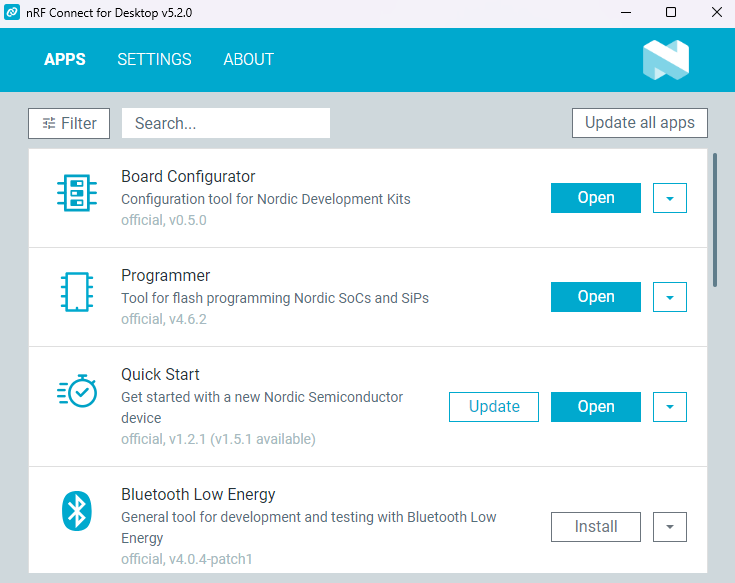 nRF Connect for Desktop v5.2.0
APPS SETTINGS ABOUT
Filter Search... Update all apps
Board Configurator
Configuration tool for Nordic Development Kits
official, v0.5.0
Open
Programmer
Tool for flash programming Nordic SoCs and SiPs
official, v4.6.2
Open
Quick Start
Get started with a new Nordic Semiconductor
device
official, v1.2.1 (v1.5.1 available)
Update Open
Bluetooth Low Energy
General tool for development and testing with Bluetooth Low
Energy
official, v4.0.4-patch1
Install